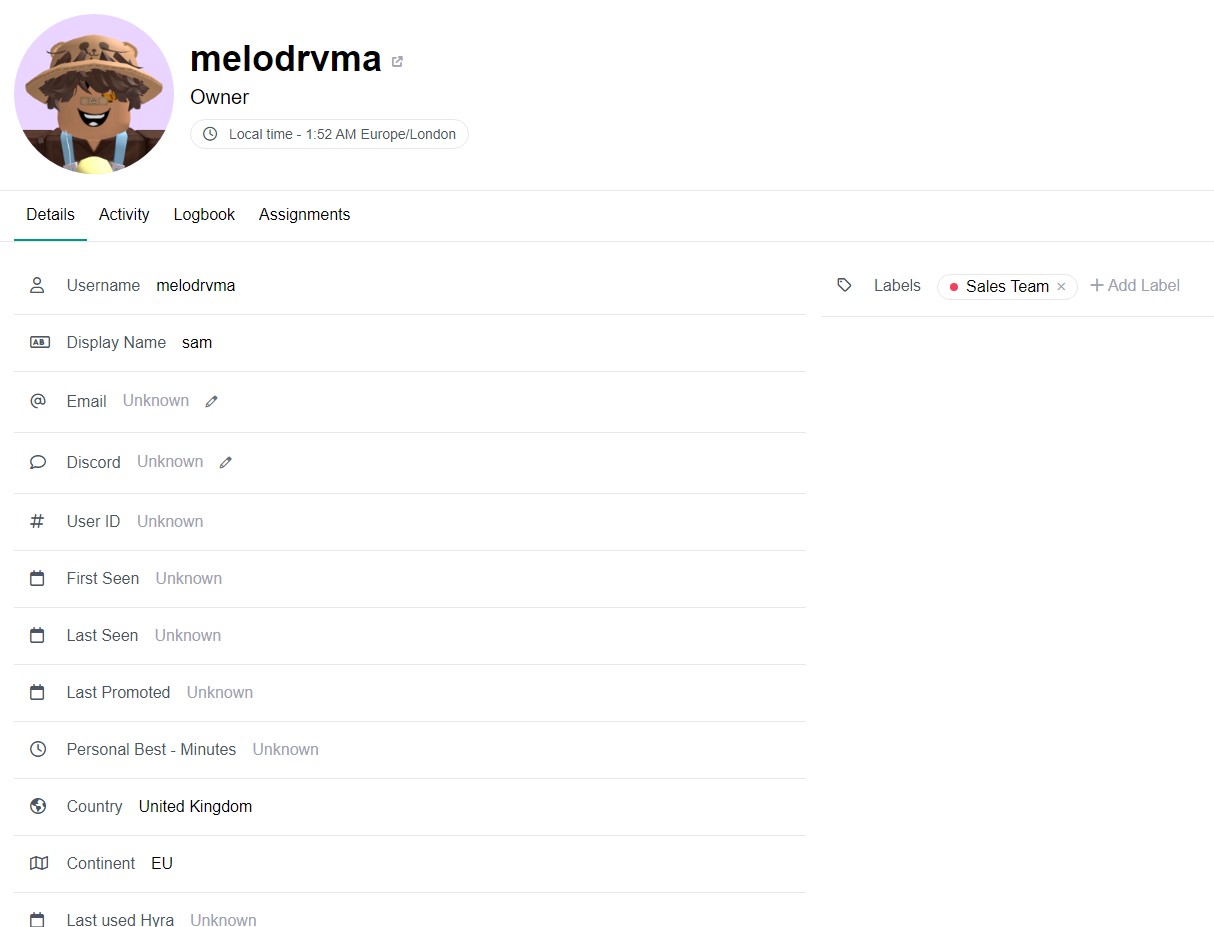 melodrvma
Owner
Local time - 1:52 AM Europe/London
Details Activity Logbook Assignments
Username melodrvma
Labels Sales Team × + Add Label
Display Name sam
Email Unknown
Discord Unknown
User ID Unknown
First Seen Unknown
Last Seen Unknown
Last Promoted Unknown
Personal Best - Minutes Unknown
Country United Kingdom
Continent EU
Last used Hyra Unknown